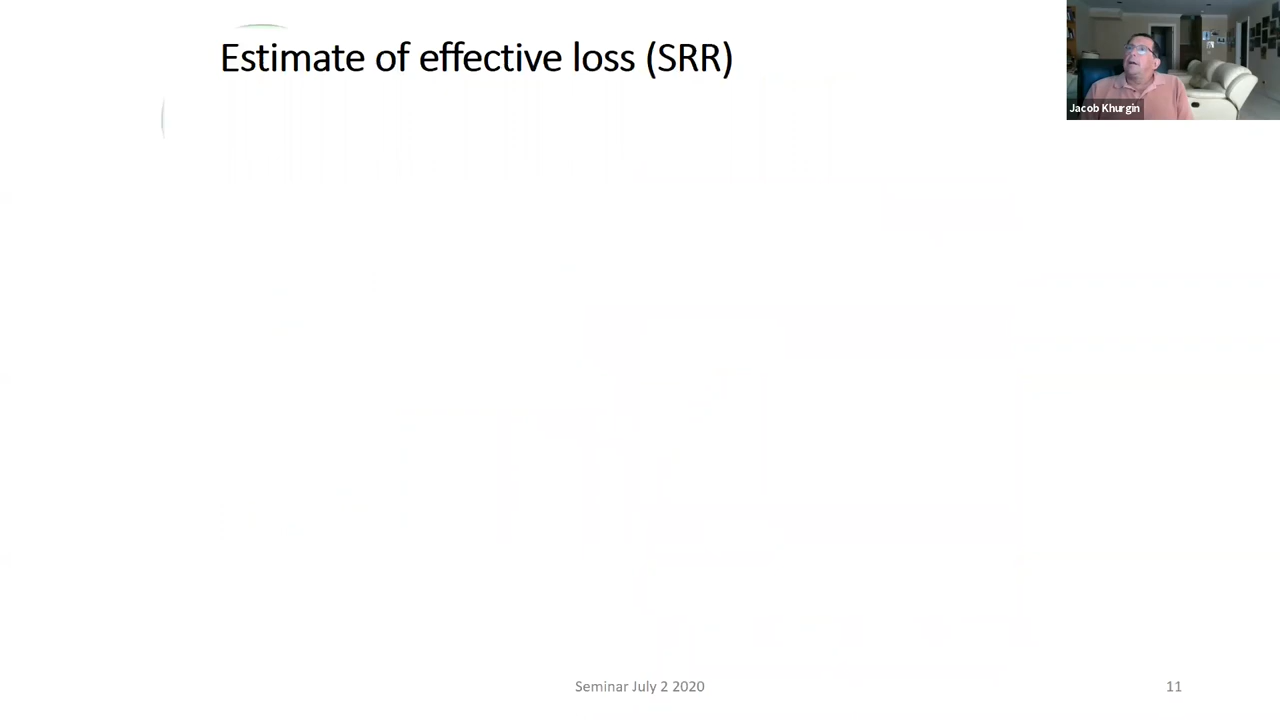 Estimate of effective loss (SRR)
Jacob Khurgin
Seminar July 2 2020
11